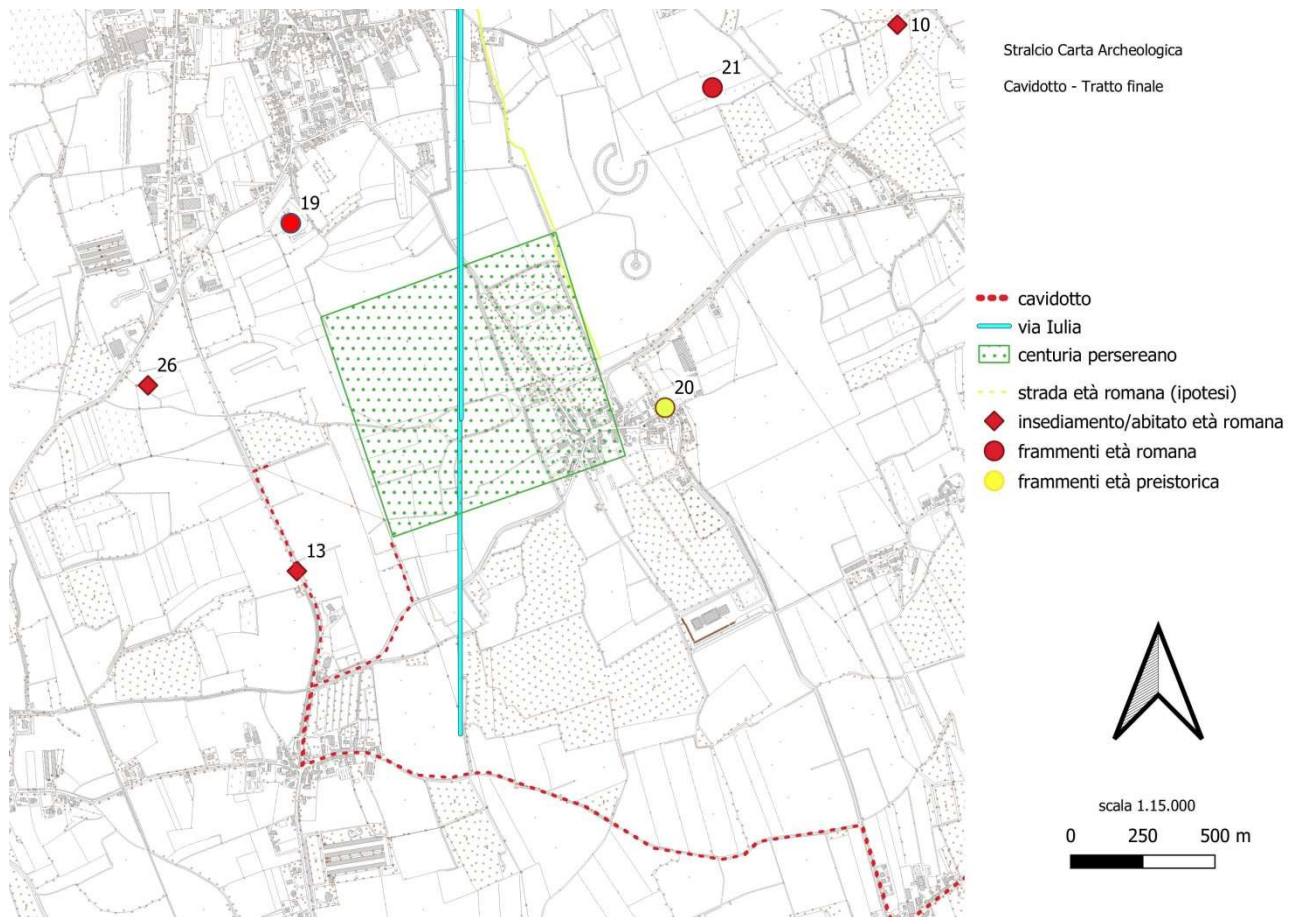 10
Stralcio Carta Archeologica
21
Cavidotto - Tratto finale
19
cavidotto
via Iulia
centuria persereano
26
strada età romana (ipotesi)
20
insediamento/abitato età romana
frammenti età romana
frammenti età preistorica
13
scala 1.15.000
0 250 500 m